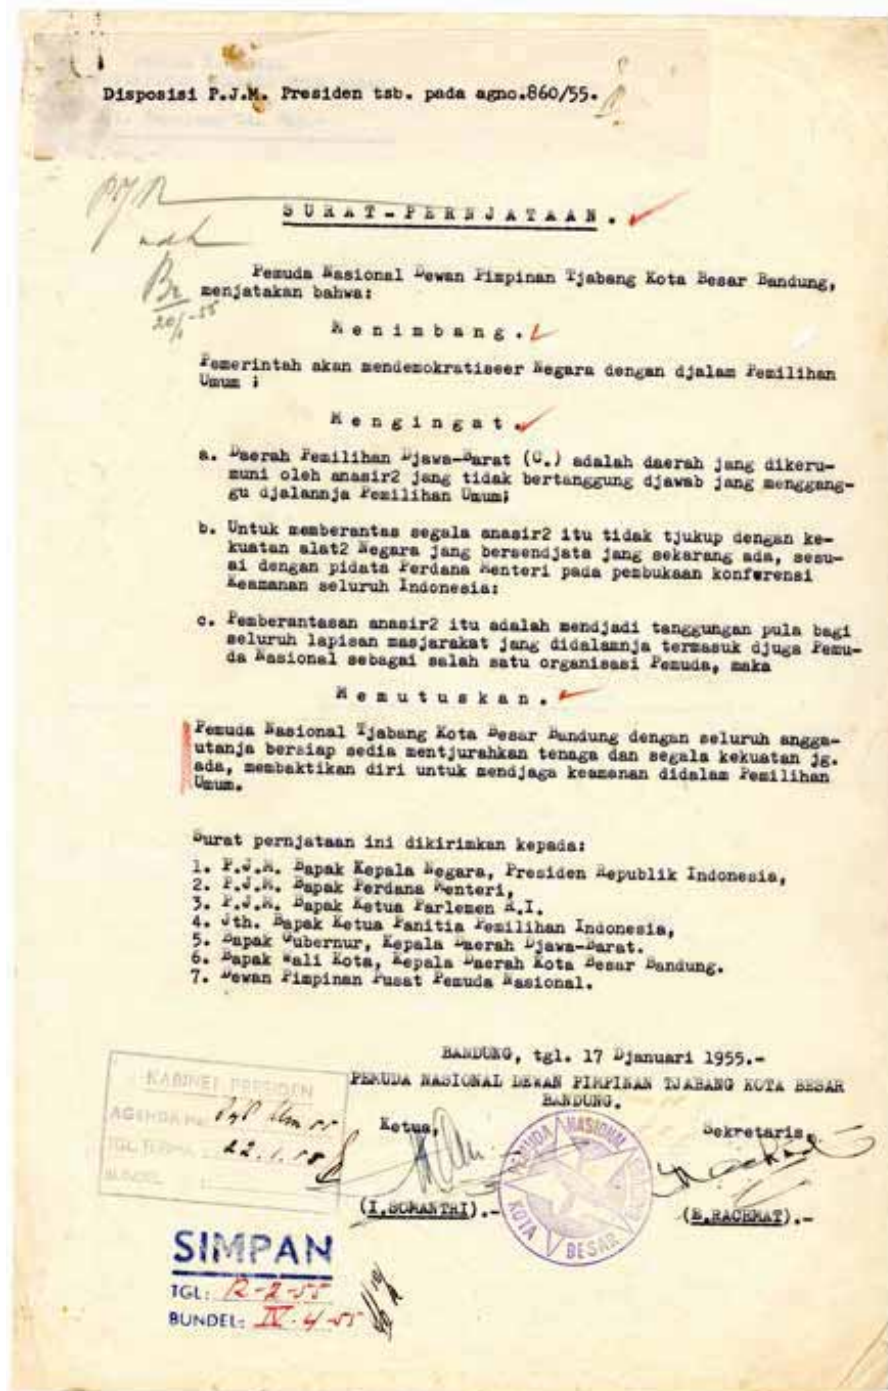 Disposisi P.J.M. Presiden tsb. pada agno.860/55.
SURAT-PERNJATAAN.
Pemuda Nasional Dewan Pimpinan Tjabang Kota Besar Bandung,
menjatakan bahwa:
Menimbang.
Pemerintah akan mendemokratiseer Negara dengan djalam Pemilihan
Umum ;
Mengingat.
a. Daerah Pemilihan Djawa-Barat (C.) adalah daerah jang dikeru-
muni oleh anasir2 jang tidak bertanggung djawab jang menggang-
gu djalannja Pemilihan Umum;
b. Untuk memberantas segala anasir2 itu tidak tjukup dengan ke-
kuatan alat2 Negara jang bersendjata jang sekarang ada, sesu-
ai dengan pidata Perdana Menteri pada pembukaan konferensi
Keamanan seluruh Indonesia:
c. Pemberantasan anasir2 itu adalah mendjadi tanggungan pula bagi
seluruh lapisan masjarakat jang didalamnja termasuk djuga Pemu-
da Nasional sebagai salah satu organisasi Pemuda, maka
Memutuskan.
Pemuda Nasional Tjabang Kota Besar Bandung dengan seluruh angga-
utanja bersiap sedia mentjurahkan tenaga dan segala kekuatan jg.
ada, membaktikan diri untuk mendjaga keamenan didalam Pemilihan
Umum.
Surat pernjataan ini dikirimkan kepada:
1. P.J.M. Bapak Kepala Negara, Presiden Republik Indonesia,
2. P.J.M. Bapak Perdana Menteri,
3. P.J.M. Bapak Ketua Parlemen R.I.
4. Jth. Bapak Ketua Panitia Pemilihan Indonesia,
5. Bapak Gubernur, Kepala Daerah Djawa-Barat.
6. Bapak Wali Kota, Kepala Daerah Kota Besar Bandung.
7. Dewan Pimpinan Pusat Pemuda Nasional.
BANDUNG, tgl. 17 Djanuari 1955.-
PEMUDA NASIONAL DEWAN PIMPINAN TJABANG KOTA BESAR
BANDUNG.
Ketua, Sekretaris,
(I.SOMANTRI).- (E.RACHMAT).-
PEMUDA NASIONAL
KOTA BESAR
KABINET PRESIDEN
AGENDA No.
TGL. TERIMA 22.1.55
BUNDEL :
SIMPAN
TGL: 12-2-55
BUNDEL: IV-4-55